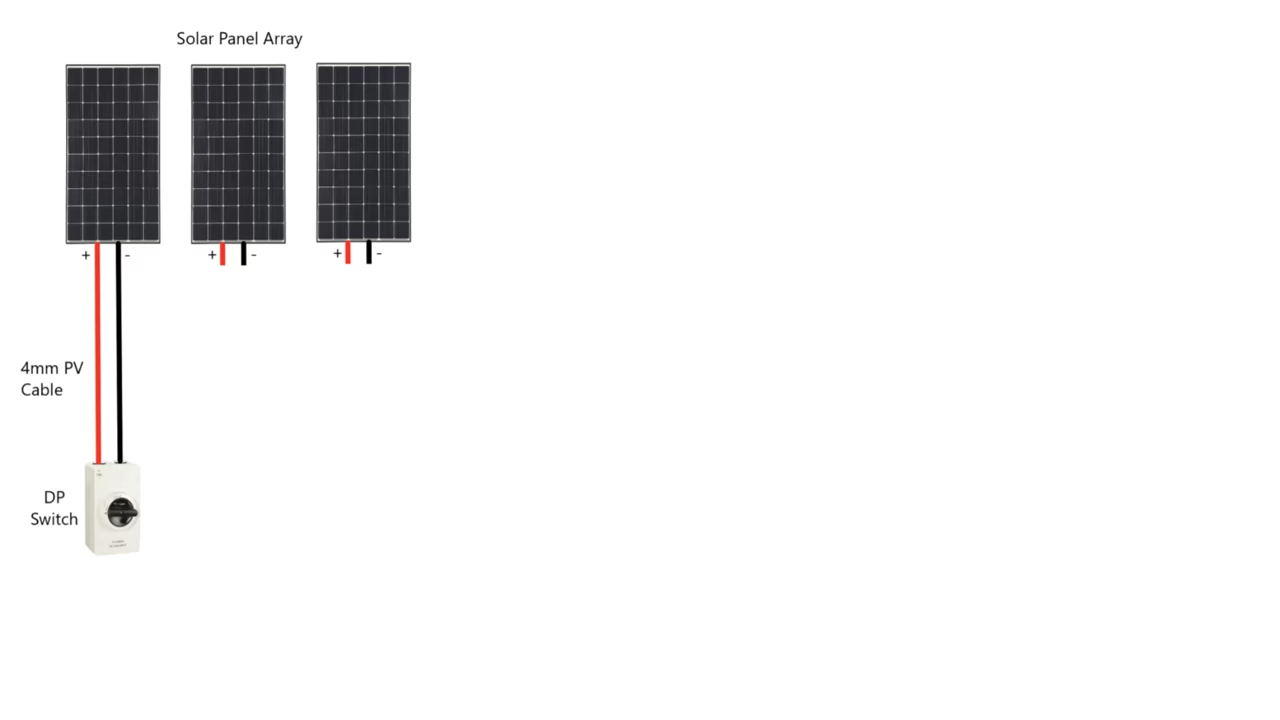 Solar Panel Array
+ -
+ -
+ -
4mm PV
Cable
DP
Switch